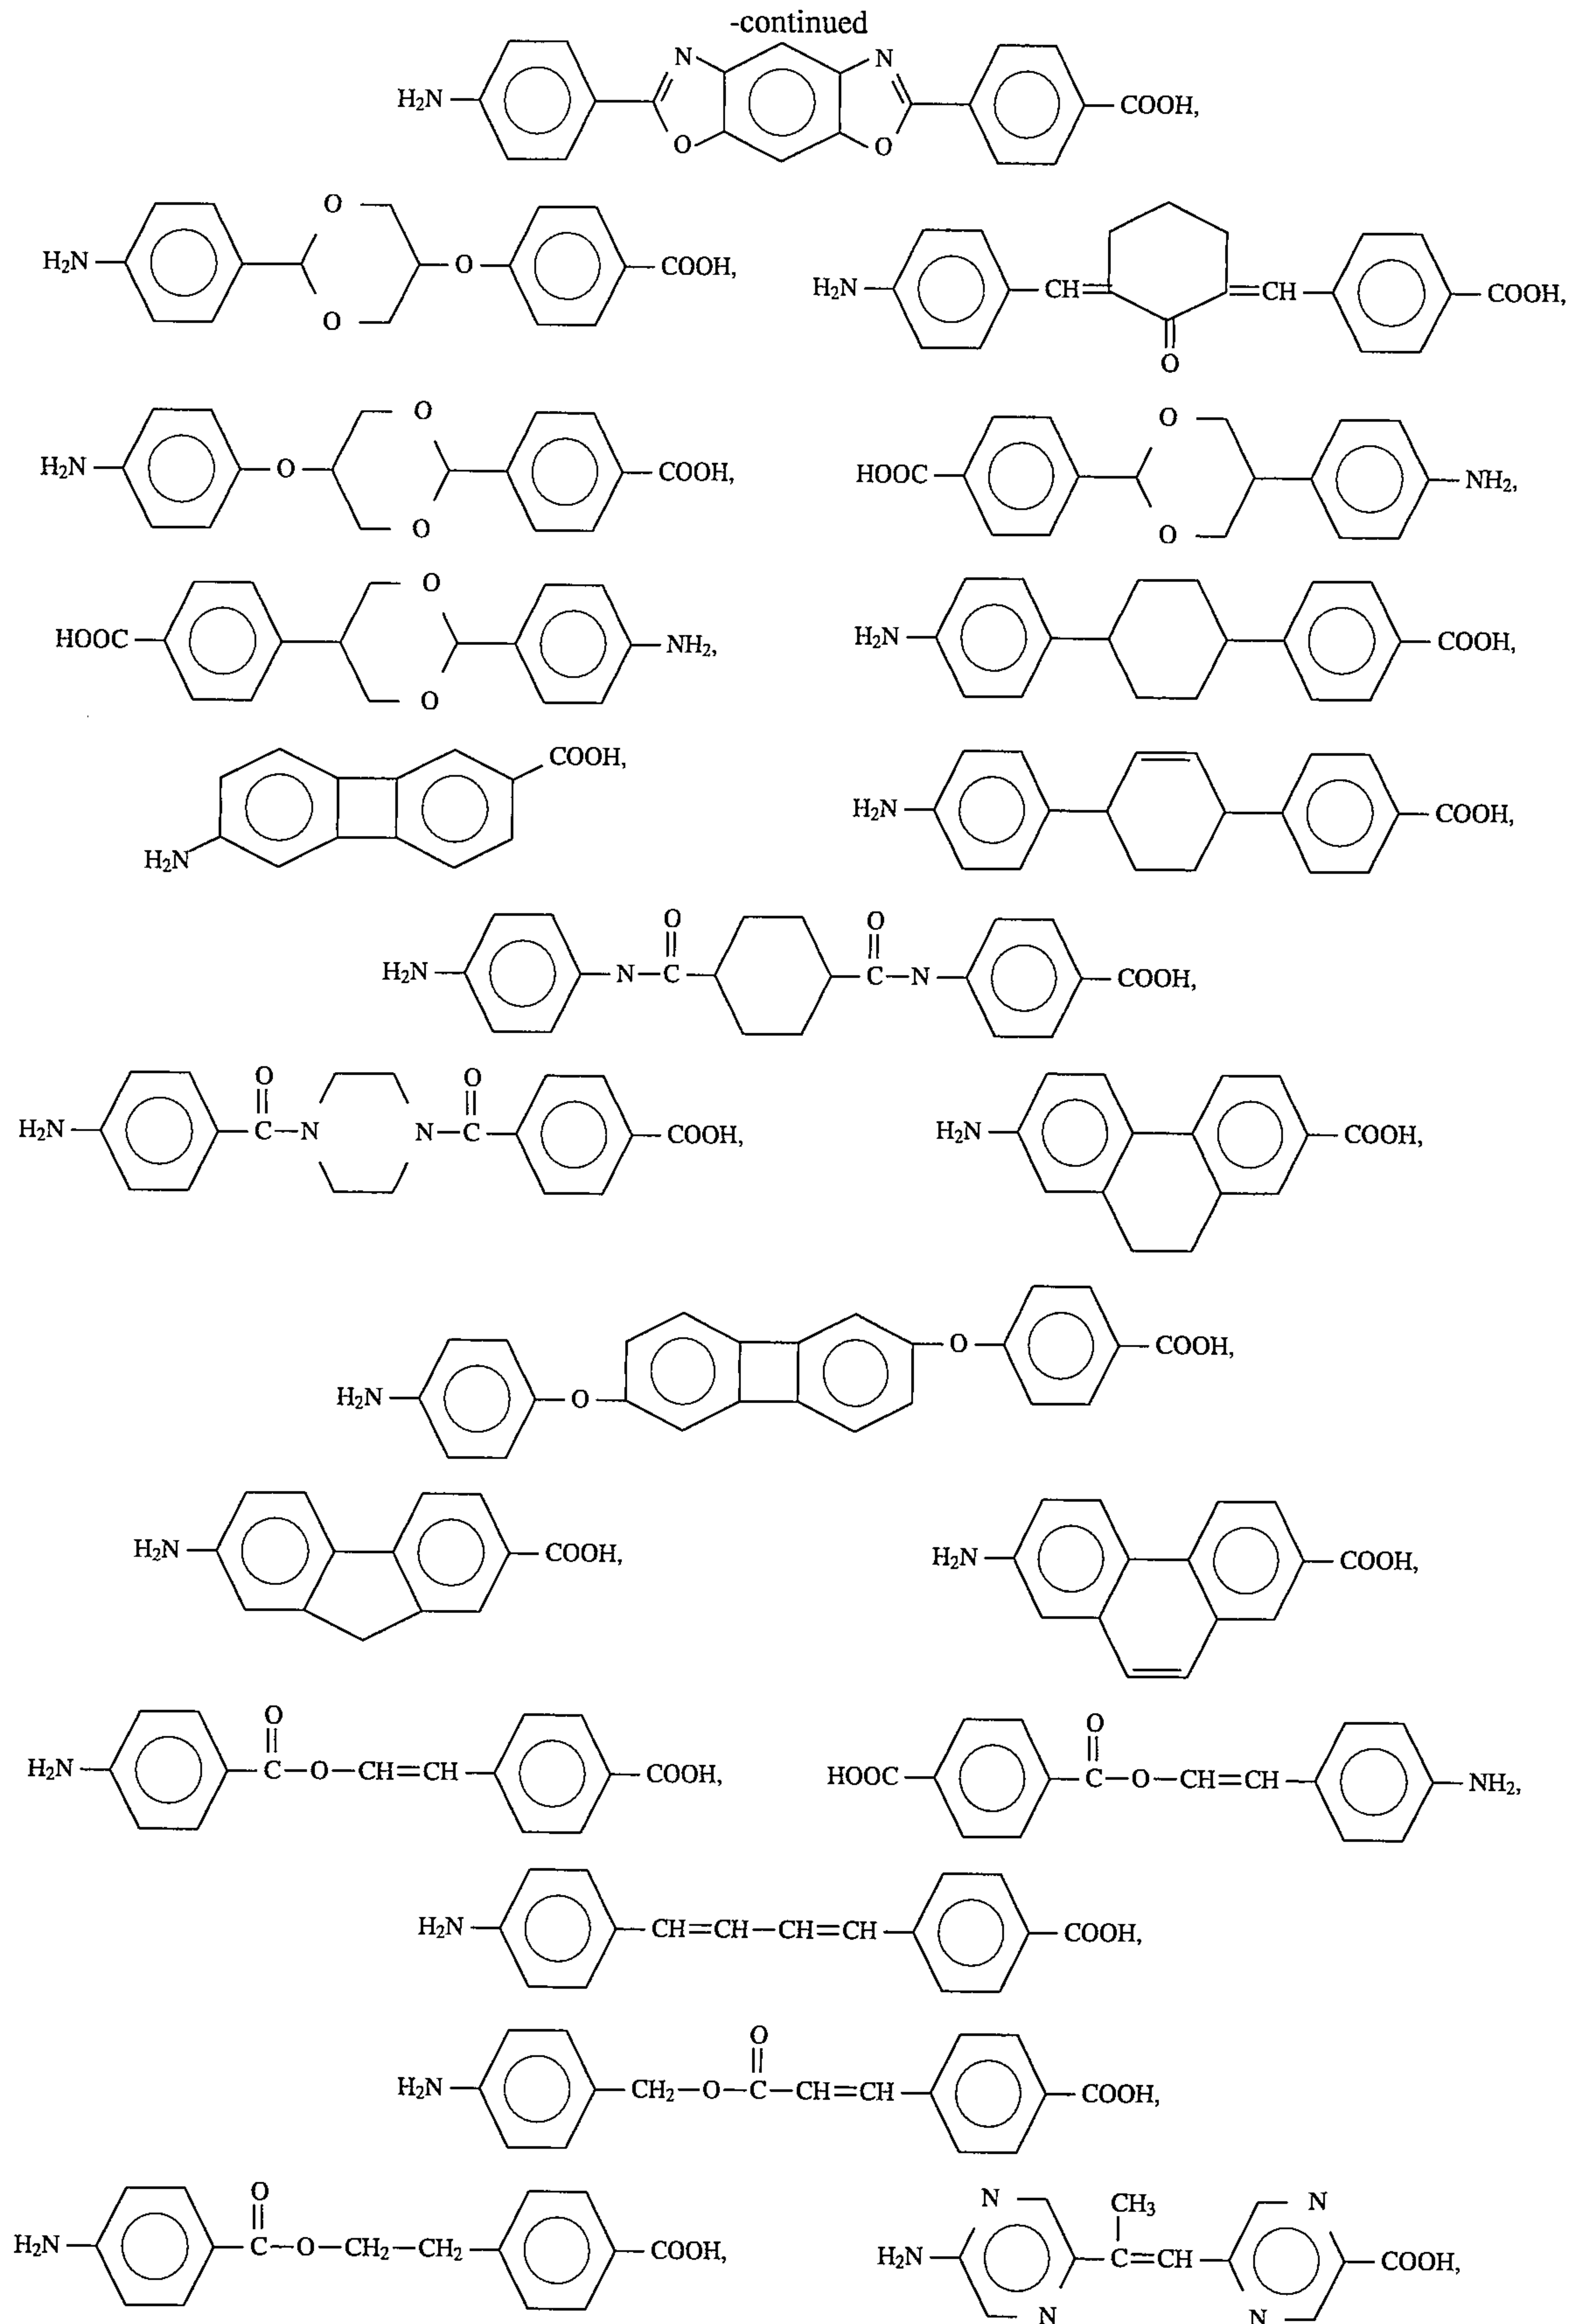 -continued
H2N N O N O COOH,
H2N O O O COOH,
H2N CH=  =CH COOH,
O
H2N O O O COOH,
HOOC O O NH2,
HOOC O O NH2,
H2N COOH,
H2N COOH,
H2N COOH,
O O
H2N N—C C—N COOH,
O O
H2N C—N N—C COOH,
H2N COOH,
H2N O O COOH,
H2N COOH,
H2N COOH,
O
H2N C—O—CH=CH COOH,
O
HOOC C—O—CH=CH NH2,
H2N CH=CH—CH=CH COOH,
O
H2N CH2—O—C—CH=CH COOH,
O
H2N C—O—CH2—CH2 COOH,
N CH3 N
H2N C=CH COOH,
N N